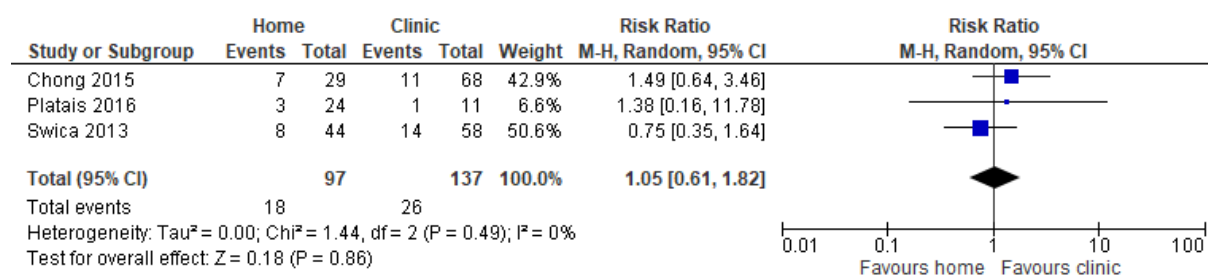 Home Clinic Risk Ratio Risk Ratio
Study or Subgroup Events Total Events Total Weight M-H, Random, 95% CI M-H, Random, 95% CI
Chong 2015 7 29 11 68 42.9% 1.49 [0.64, 3.46]
Platais 2016 3 24 1 11 6.6% 1.38 [0.16, 11.78]
Swica 2013 8 44 14 58 50.6% 0.75 [0.35, 1.64]
Total (95% CI) 97 137 100.0% 1.05 [0.61, 1.82]
Total events 18 26
Heterogeneity: Tau² = 0.00; Chi² = 1.44, df = 2 (P = 0.49); I² = 0%
Test for overall effect: Z = 0.18 (P = 0.86)
0.01 0.1 1 10 100
Favours home Favours clinic